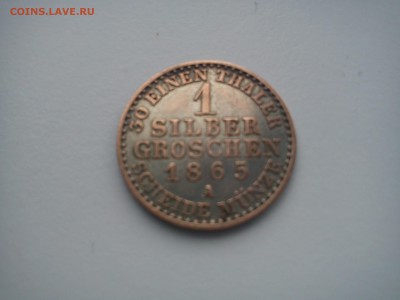 COINS.LAVE.RU
30 EINEN THALER
1
SILBER
GROSCHEN
1865
A
SCHEIDE MÜNZE